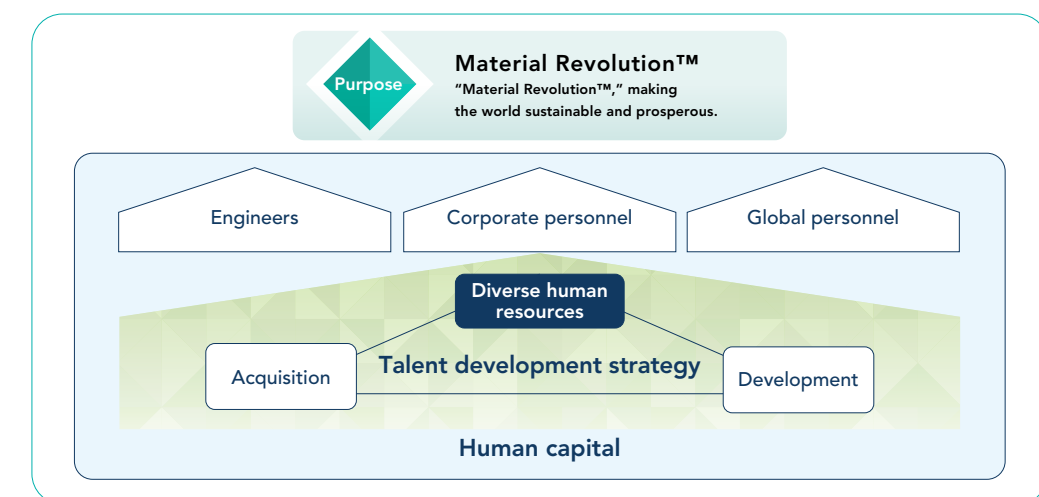 Purpose
Material Revolution™
“Material Revolution™,” making
the world sustainable and prosperous.
Engineers
Corporate personnel
Global personnel
Diverse human
resources
Acquisition
Talent development strategy
Development
Human capital